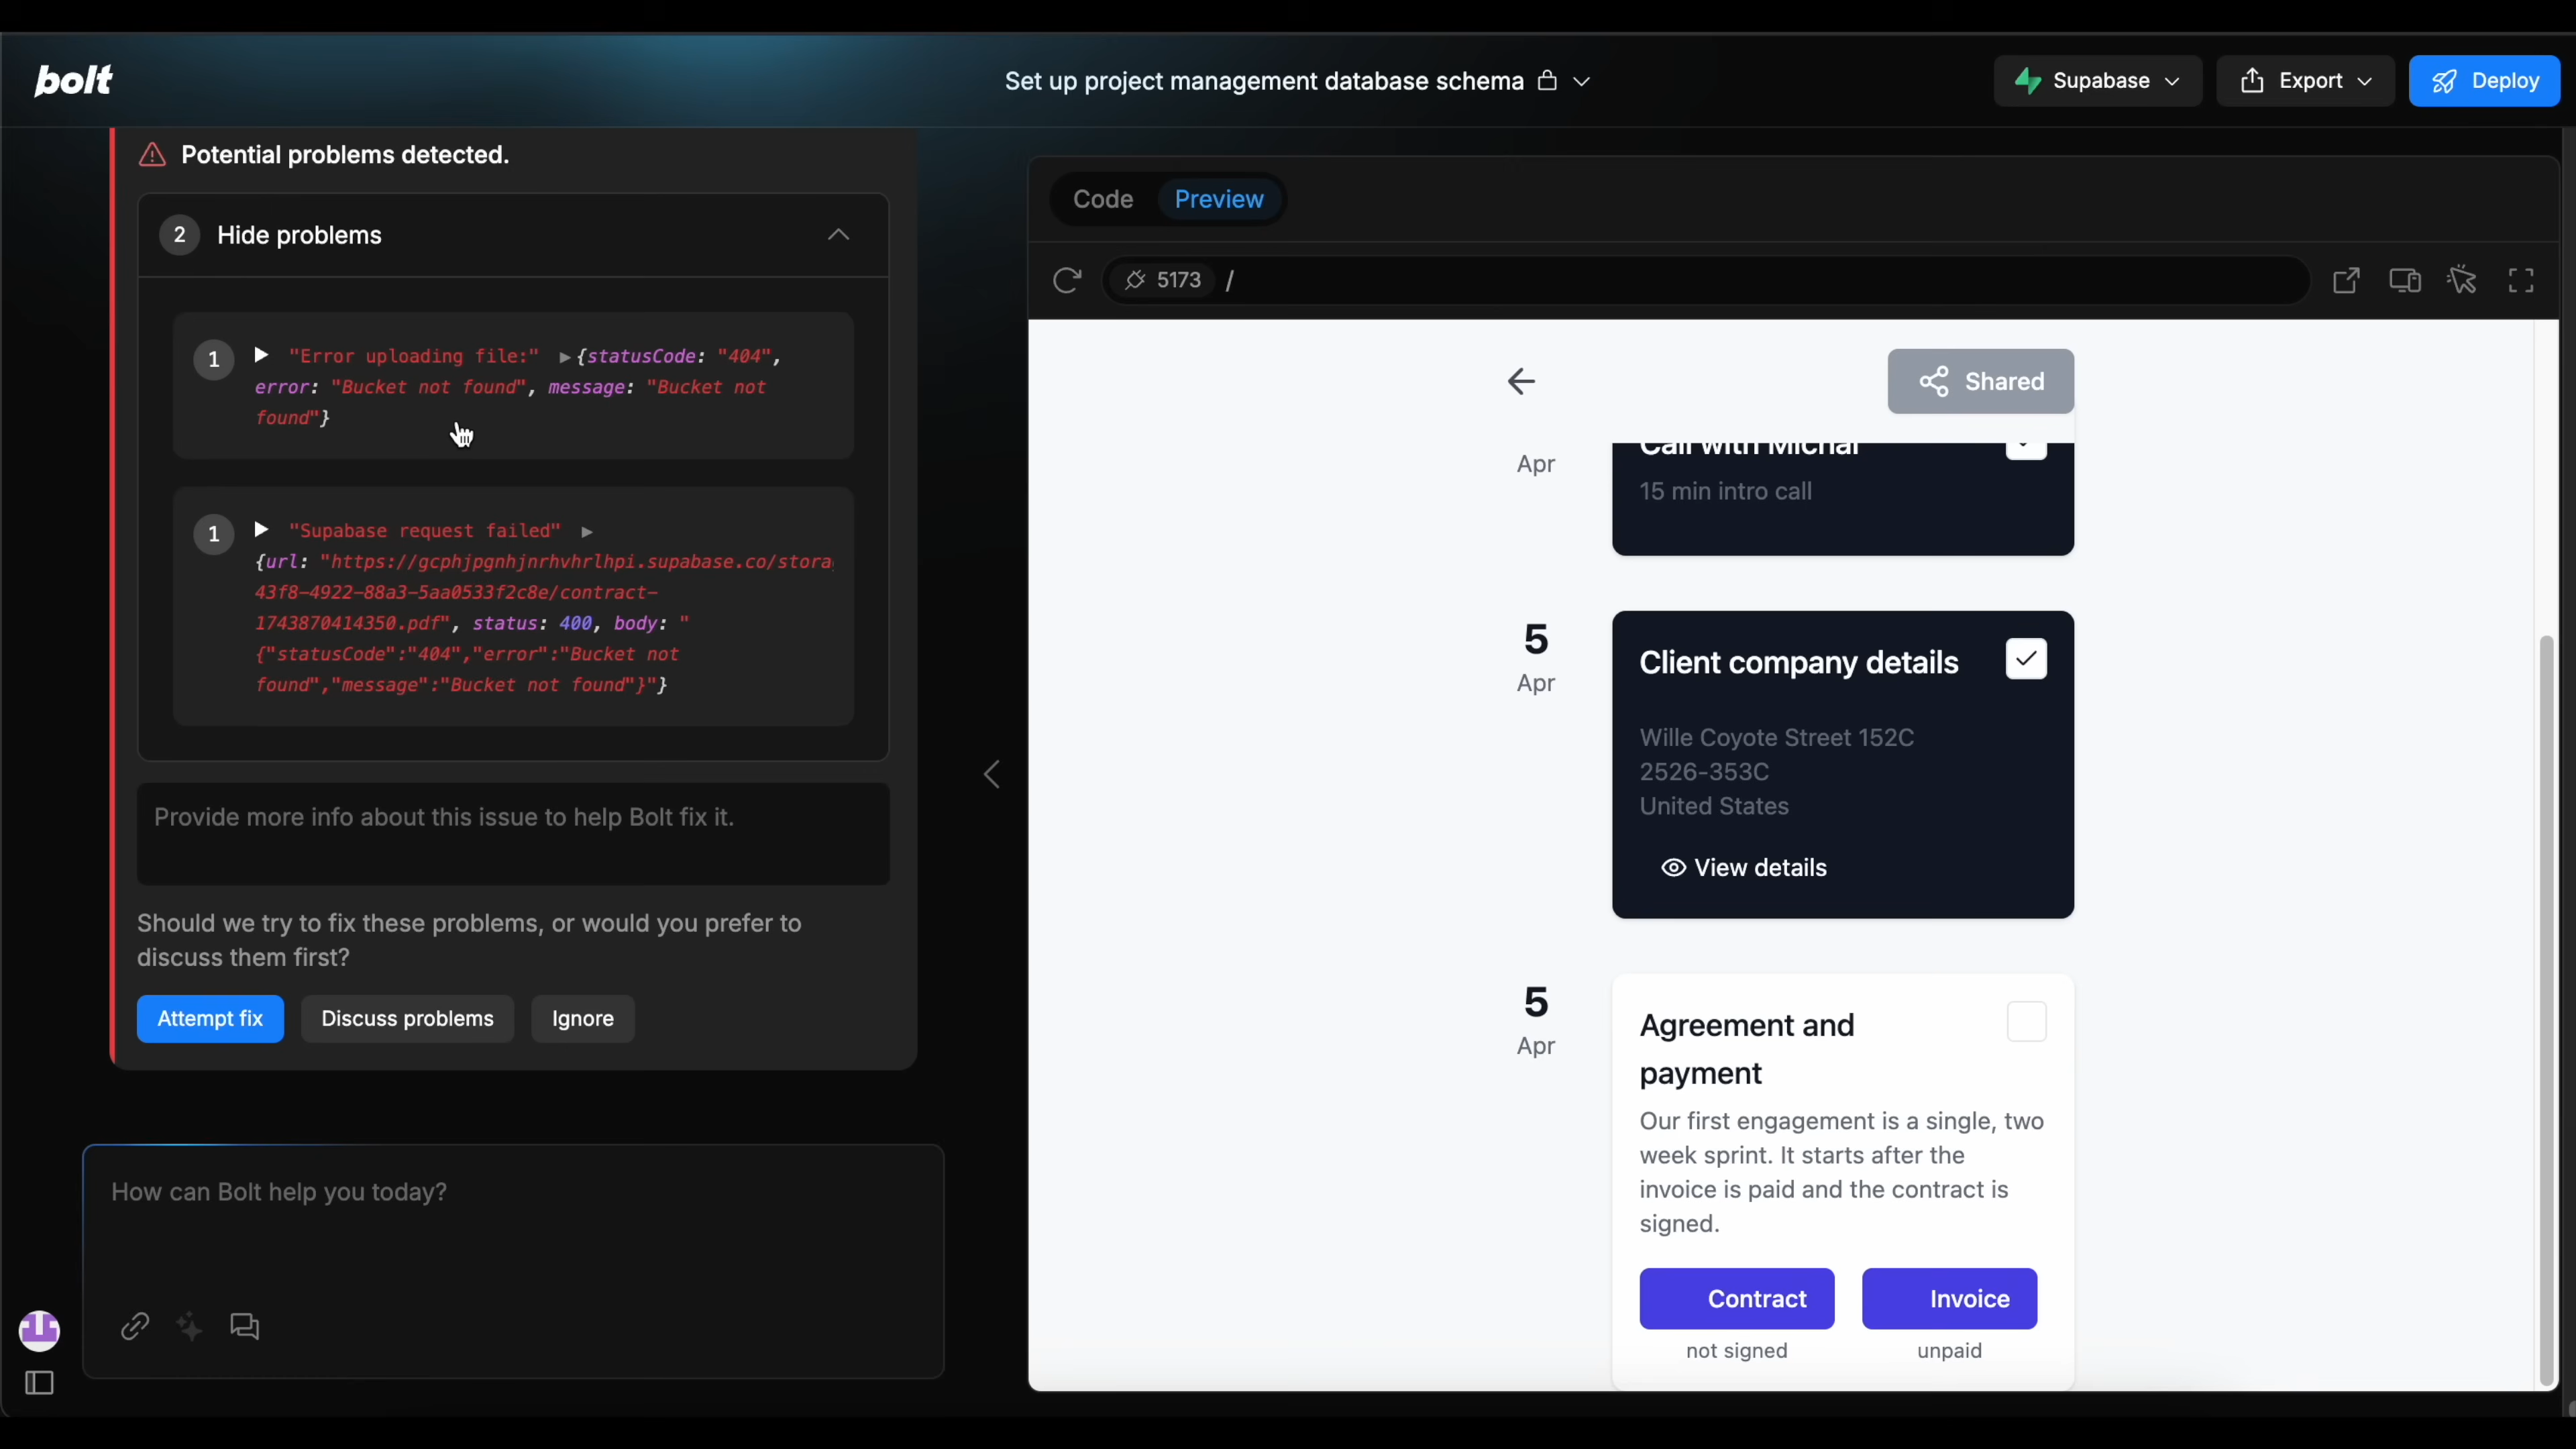 bolt
Set up project management database schema
Supabase
Export
Deploy
Potential problems detected.
2 Hide problems
1 "Error uploading file:" {statusCode: "404",
error: "Bucket not found", message: "Bucket not
found"}
1 "Supabase request failed"
{url: "https://gcphjpgnhjnrhvhrlhpi.supabase.co/stora
43f8-4922-88a3-5aa0533f2c8e/contract-
1743870414350.pdf", status: 400, body: "
{"statusCode":"404","error":"Bucket not
found","message":"Bucket not found"}"}
Provide more info about this issue to help Bolt fix it.
Should we try to fix these problems, or would you prefer to
discuss them first?
Attempt fix
Discuss problems
Ignore
How can Bolt help you today?
Code
Preview
5173 /
Shared
Apr
Call with Michal
15 min intro call
5
Apr
Client company details
Wille Coyote Street 152C
2526-353C
United States
View details
5
Apr
Agreement and
payment
Our first engagement is a single, two
week sprint. It starts after the
invoice is paid and the contract is
signed.
Contract
Invoice
not signed
unpaid